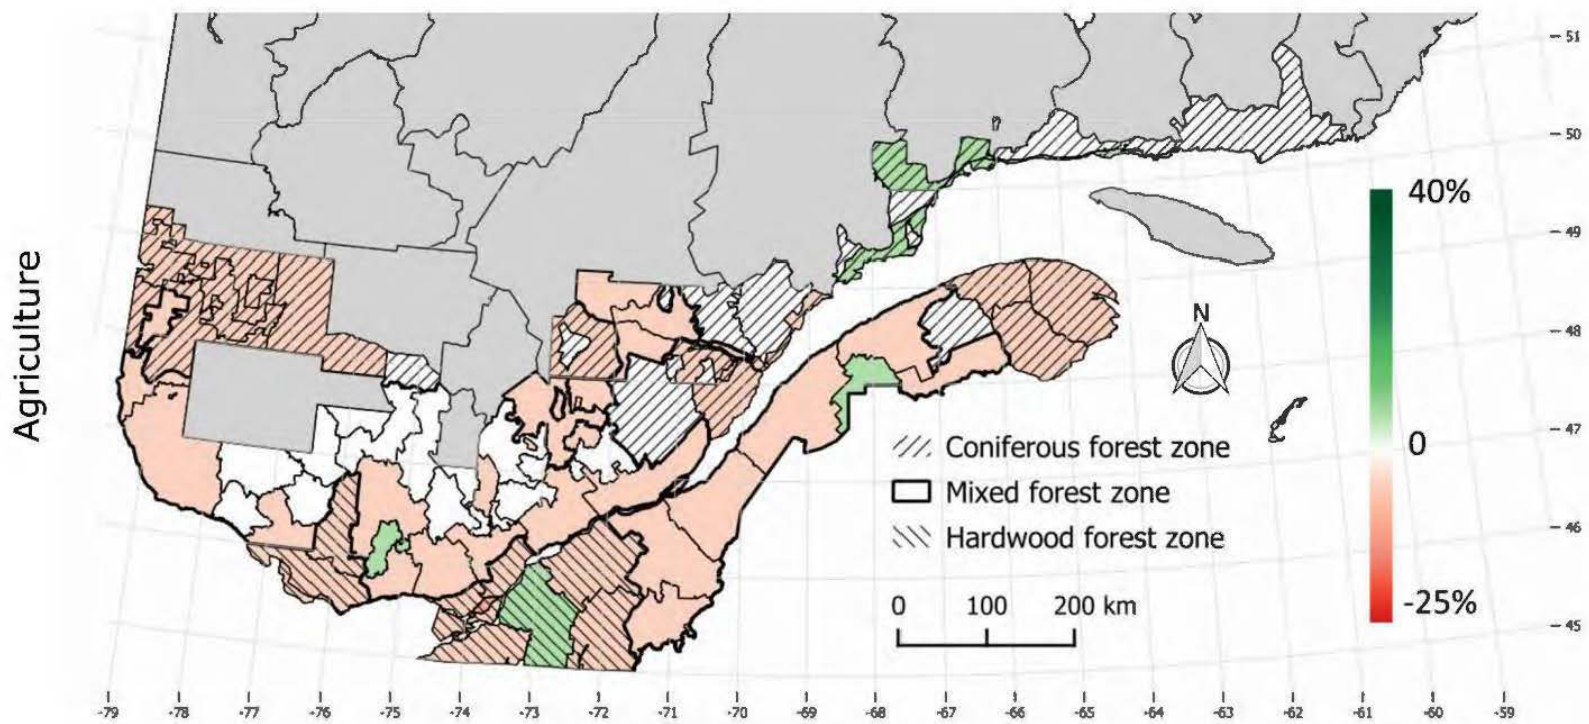 Agriculture
51
50
49
48
47
46
45
40%
0
-25%
N
Coniferous forest zone
Mixed forest zone
Hardwood forest zone
0 100 200 km
-79 -78 -77 -76 -75 -74 -73 -72 -71 -70 -69 -68 -67 -66 -65 -64 -63 -62 -61 -60 -59